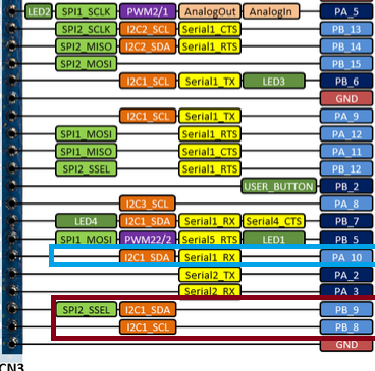 LED2 SPI1_SCLK PWM2/1 AnalogOut AnalogIn PA_5
SPI2_SCLK I2C2_SCL Serial1_CTS PB_13
SPI2_MISO I2C2_SDA Serial1_RTS PB_14
SPI2_MOSI PB_15
I2C1_SCL Serial1_TX LED3 PB_6
GND
I2C1_SCL Serial1_TX PA_9
SPI1_MOSI Serial1_RTS PA_12
SPI1_MISO Serial1_CTS PA_11
SPI2_SSEL Serial1_RTS PB_12
USER_BUTTON PB_2
I2C3_SCL PA_8
LED4 I2C1_SDA Serial1_RX Serial4_CTS PB_7
SPI1_MOSI PWM22/2 Serial5_RTS LED1 PB_5
I2C1_SDA Serial1_RX PA_10
Serial2_TX PA_2
Serial2_RX PA_3
SPI2_SSEL I2C1_SDA PB_9
I2C1_SCL PB_8
GND
CN3